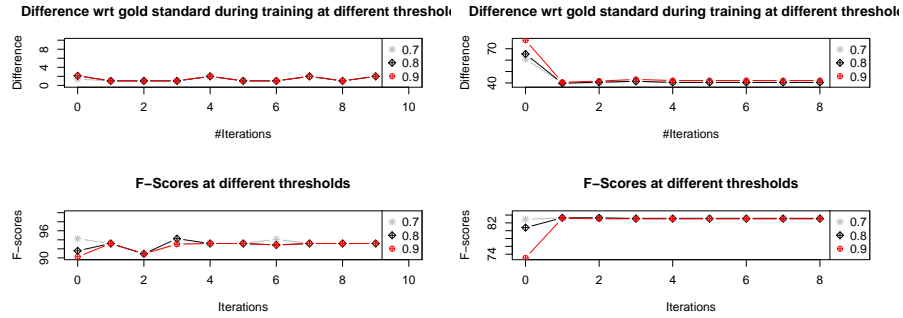 Difference wrt gold standard during training at different threshol
Difference
0 4 10
0.7
0.8
0.9
0 2 4 6 8 10
#Iterations
Difference wrt gold standard during training at different thresholds
Difference
40 70
0.7
0.8
0.9
0 2 4 6 8
#Iterations
F−Scores at different thresholds
F−scores
90 96
0.7
0.8
0.9
0 2 4 6 8 10
Iterations
F−Scores at different thresholds
F−scores
74 82
0.7
0.8
0.9
0 2 4 6 8
Iterations